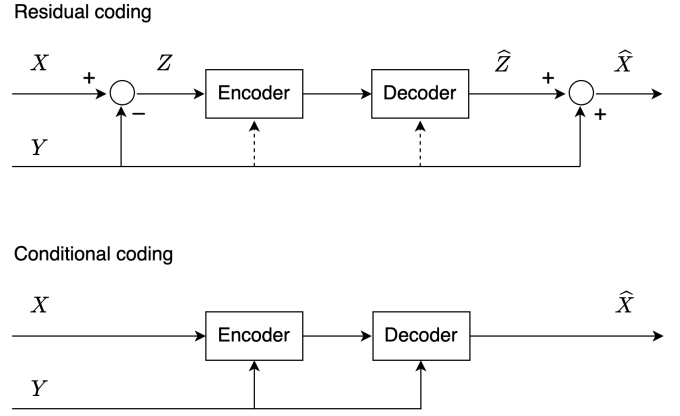 Residual coding
X + Z Encoder Decoder Ẑ + X̂
− +
Y
Conditional coding
X Encoder Decoder X̂
Y